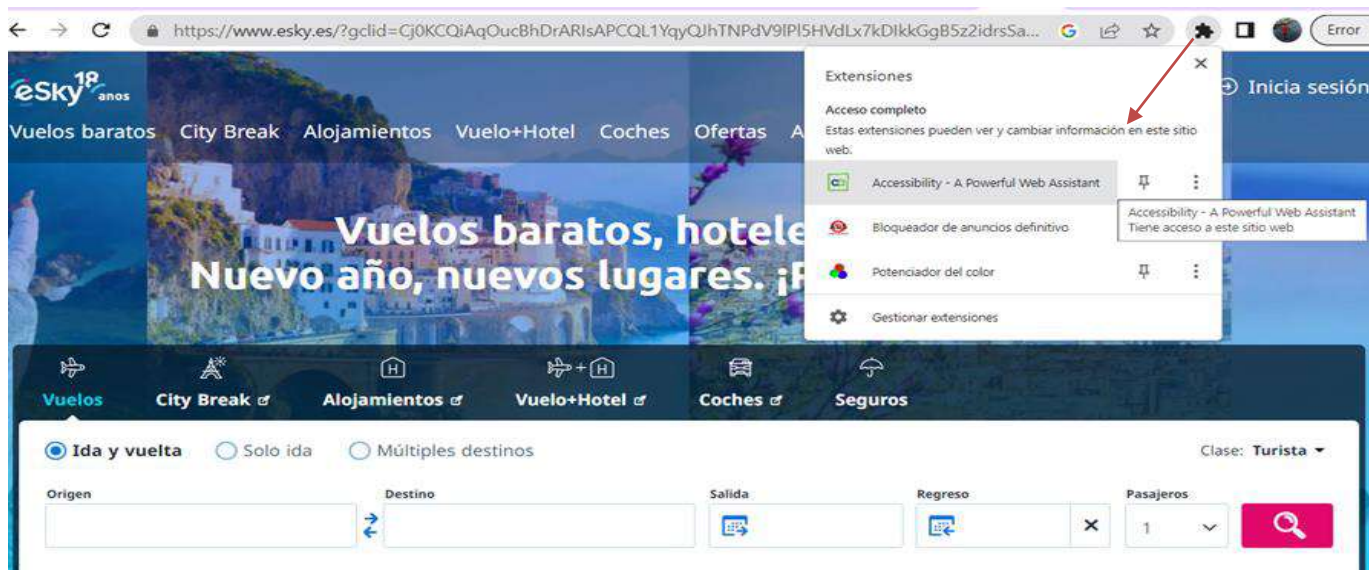 https://www.esky.es/?gclid=Cj0KCQiAqOucBhDrARIsAPCQL1YqyQJhTNPdV9lPl5HVdLx7kDIkkGgB5z2idrsSa...
Error
eSky 18 anos
Inicia sesión
Vuelos baratos City Break Alojamientos Vuelo+Hotel Coches Ofertas A
Extensiones
Acceso completo
Estas extensiones pueden ver y cambiar información en este sitio
web.
Accessibility - A Powerful Web Assistant
Accessibility - A Powerful Web Assistant
Tiene acceso a este sitio web
Bloqueador de anuncios definitivo
Potenciador del color
Gestionar extensiones
Vuelos baratos, hotele
Nuevo año, nuevos lugares. ¡P
Vuelos City Break Alojamientos Vuelo+Hotel Coches Seguros
Ida y vuelta Solo ida Múltiples destinos Clase: Turista
Origen Destino Salida Regreso Pasajeros
1